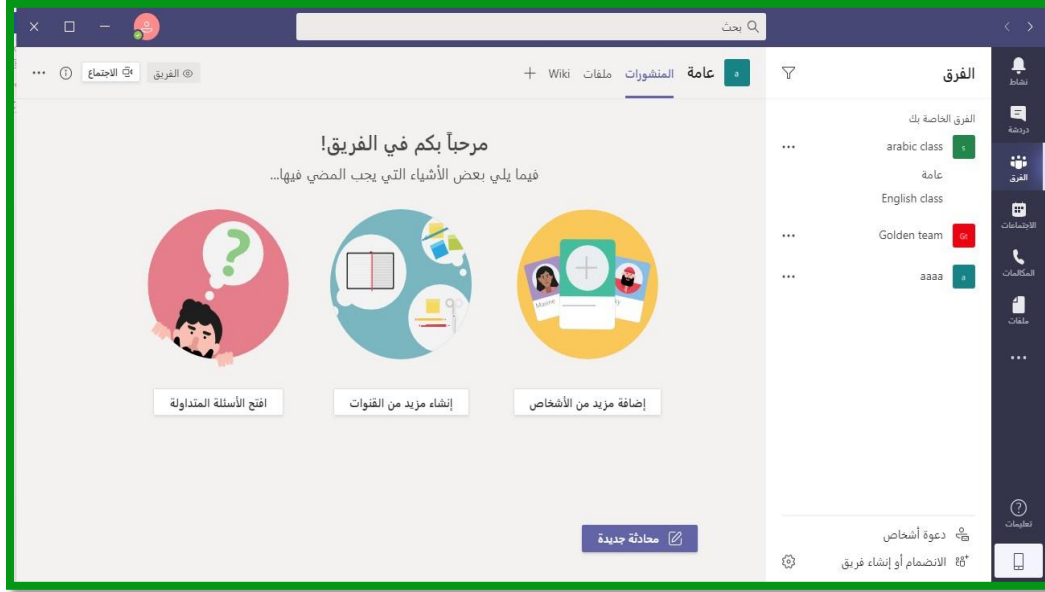 بحث
نشاط
دردشة
الفرق
الاجتماعات
المكالمات
ملفات
تعليمات
الفرق
الفرق الخاصة بك
s arabic class
عامة
English class
Gt Golden team
a aaaa
دعوة أشخاص
الانضمام أو إنشاء فريق
a عامة المنشورات ملفات Wiki +
الفريق الاجتماع
مرحباً بكم في الفريق!
فيما يلي بعض الأشياء التي يجب المضي فيها...
Maxine
إضافة مزيد من الأشخاص
إنشاء مزيد من القنوات
افتح الأسئلة المتداولة
محادثة جديدة